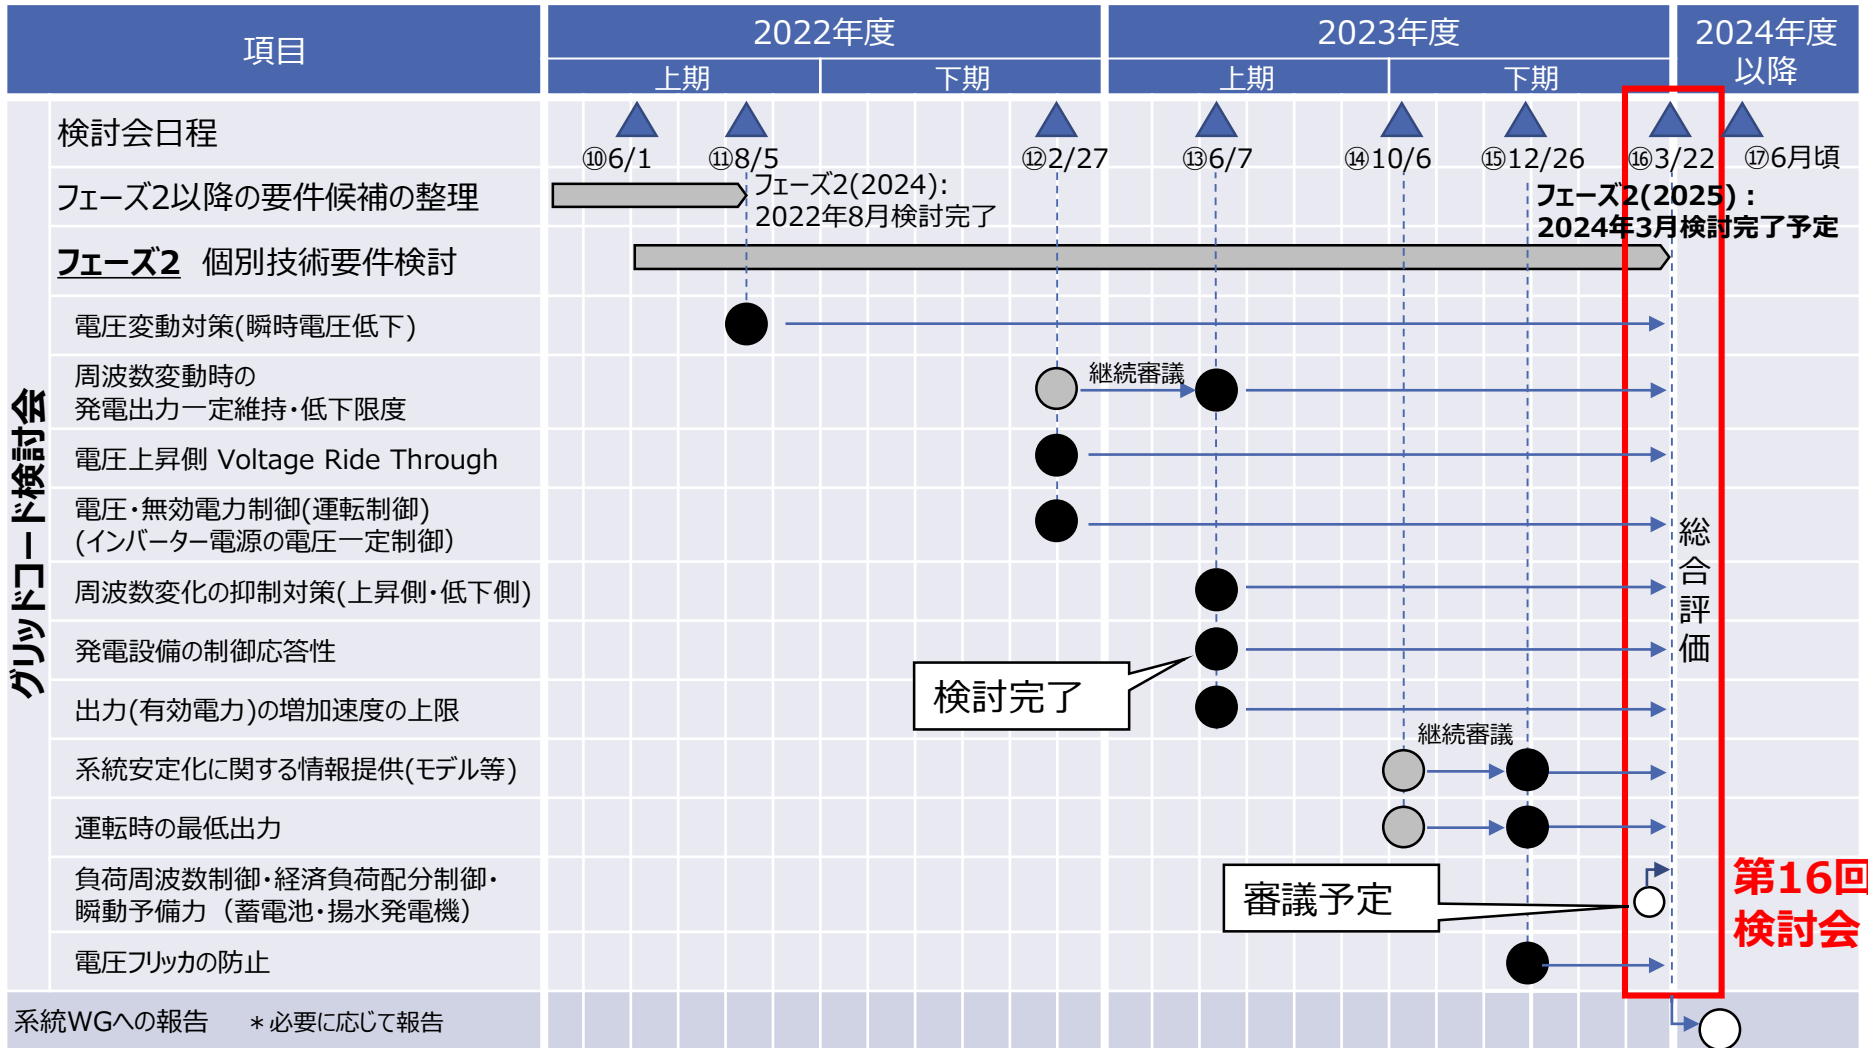 項目
2022年度
2023年度
2024年度
以降
上期
下期
上期
下期
グリッドコード検討会
検討会日程
⑩6/1
⑪8/5
⑫2/27
⑬6/7
⑭10/6
⑮12/26
⑯3/22
⑰6月頃
フェーズ2以降の要件候補の整理
フェーズ2(2024):
2022年8月検討完了
フェーズ2(2025)：
2024年3月検討完了予定
フェーズ2 個別技術要件検討
電圧変動対策(瞬時電圧低下)
周波数変動時の
発電出力一定維持・低下限度
継続審議
電圧上昇側 Voltage Ride Through
電圧・無効電力制御(運転制御)
(インバーター電源の電圧一定制御)
総合評価
周波数変化の抑制対策(上昇側・低下側)
発電設備の制御応答性
検討完了
出力(有効電力)の増加速度の上限
系統安定化に関する情報提供(モデル等)
継続審議
運転時の最低出力
負荷周波数制御・経済負荷配分制御・
瞬動予備力（蓄電池・揚水発電機）
審議予定
第16回
検討会
電圧フリッカの防止
系統WGへの報告 ＊必要に応じて報告